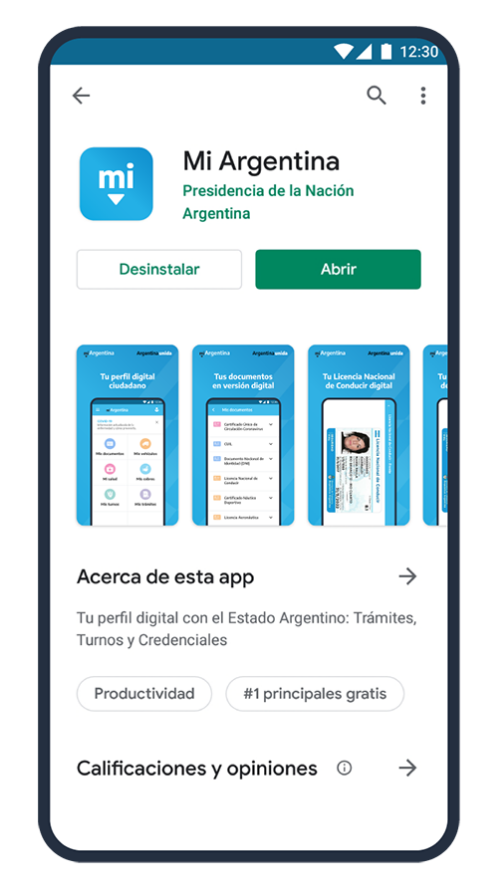 12:30
mi
Mi Argentina
Presidencia de la Nación
Argentina
Desinstalar
Abrir
Argentina
Argentina unida
Tu perfil digital
ciudadano
Mis documentos
Mis vehículos
Mi salud
Mis cobros
Mis turnos
Mis trámites
Argentina
Argentina unida
Tus documentos
en versión digital
Mis documentos
Certificado Único de
Circulación Coronavirus
CUIL
Documento Nacional de
Identidad (DNI)
Licencia Nacional de
Conducir
Certificado Médico
Deportivo
Licencia Aeronáutica
Argentina
Argentina unida
Tu Licencia Nacional
de Conducir digital
Licencia Nacional de Conducir
Acerca de esta app
Tu perfil digital con el Estado Argentino: Trámites,
Turnos y Credenciales
Productividad
#1 principales gratis
Calificaciones y opiniones